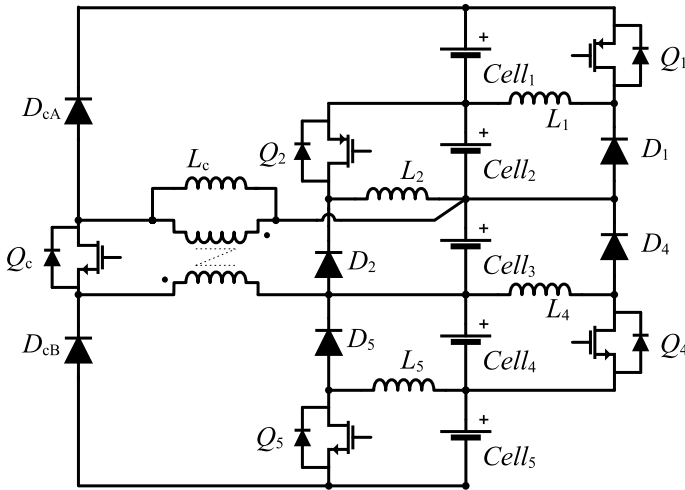 +
Cell1
Q1
DcA
L1
Lc
Q2
+
Cell2
D1
L2
Qc
D2
+
Cell3
D4
L4
DcB
D5
+
Cell4
Q4
L5
Q5
+
Cell5